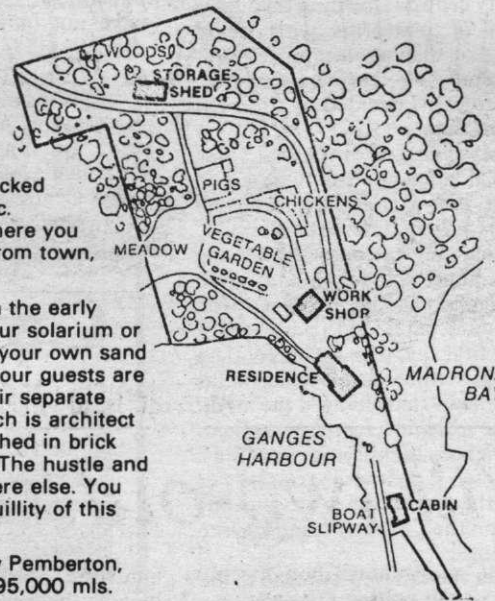 WOODS
STORAGE
SHED
PIGS
CHICKENS
MEADOW
VEGETABLE
GARDEN
WORK
SHOP
RESIDENCE
MADRONA
BAY
GANGES
HARBOUR
CABIN
BOAT
SLIPWAY
cked
c.
here you
rom town,
the early
ur solarium or
your own sand
our guests are
ir separate
ch is architect
hed in brick
The hustle and
ere else. You
uillity of this
Pemberton,
95,000 mls.